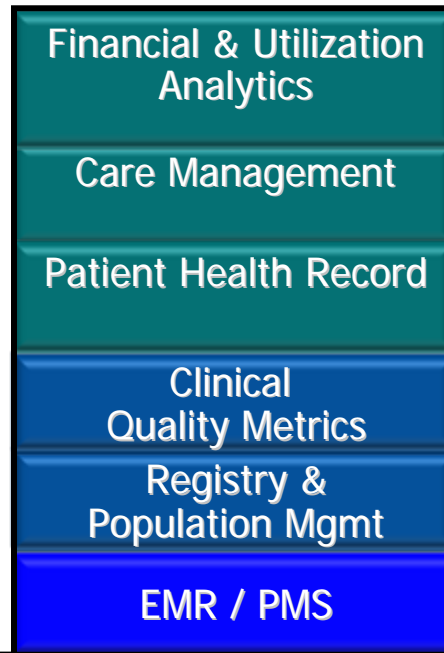 Financial & Utilization
Analytics
Care Management
Patient Health Record
Clinical
Quality Metrics
Registry &
Population Mgmt
EMR / PMS